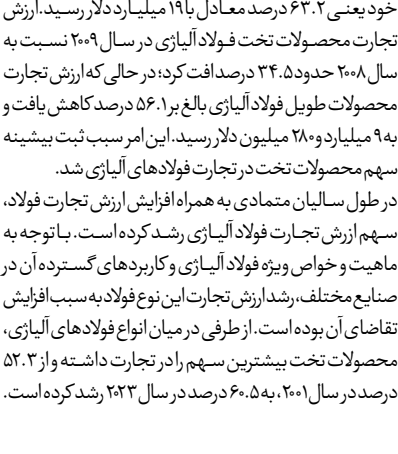 خود یعنی ۶۳.۲ درصد معادل با ۱۹ میلیارد دلار رسید. ارزش
تجارت محصولات تخت فولاد آلیاژی در سال ۲۰۰۹ نسبت به
سال ۲۰۰۸ حدود ۳۴.۵ درصد افت کرد؛ در حالی که ارزش تجارت
محصولات طویل فولاد آلیاژی بالغ بر ۵۶.۱ درصد کاهش یافت و
به ۹ میلیارد و ۲۸۰ میلیون دلار رسید. این امر سبب ثبت بیشینه
سهم محصولات تخت در تجارت فولادهای آلیاژی شد.
در طول سالیان متمادی به همراه افزایش ارزش تجارت فولاد،
سهم ازرش تجارت فولاد آلیاژی رشد کرده است. با توجه به
ماهیت و خواص ویژه فولاد آلیاژی و کاربردهای گسترده آن در
صنایع مختلف، رشد ارزش تجارت این نوع فولاد به سبب افزایش
تقاضای آن بوده است. از طرفی در میان انواع فولادهای آلیاژی،
محصولات تخت بیشترین سهم را در تجارت داشته و از ۵۲.۳
درصد در سال ۲۰۰۱، به ۶۰.۵ درصد در سال ۲۰۲۳ رشد کرده است.